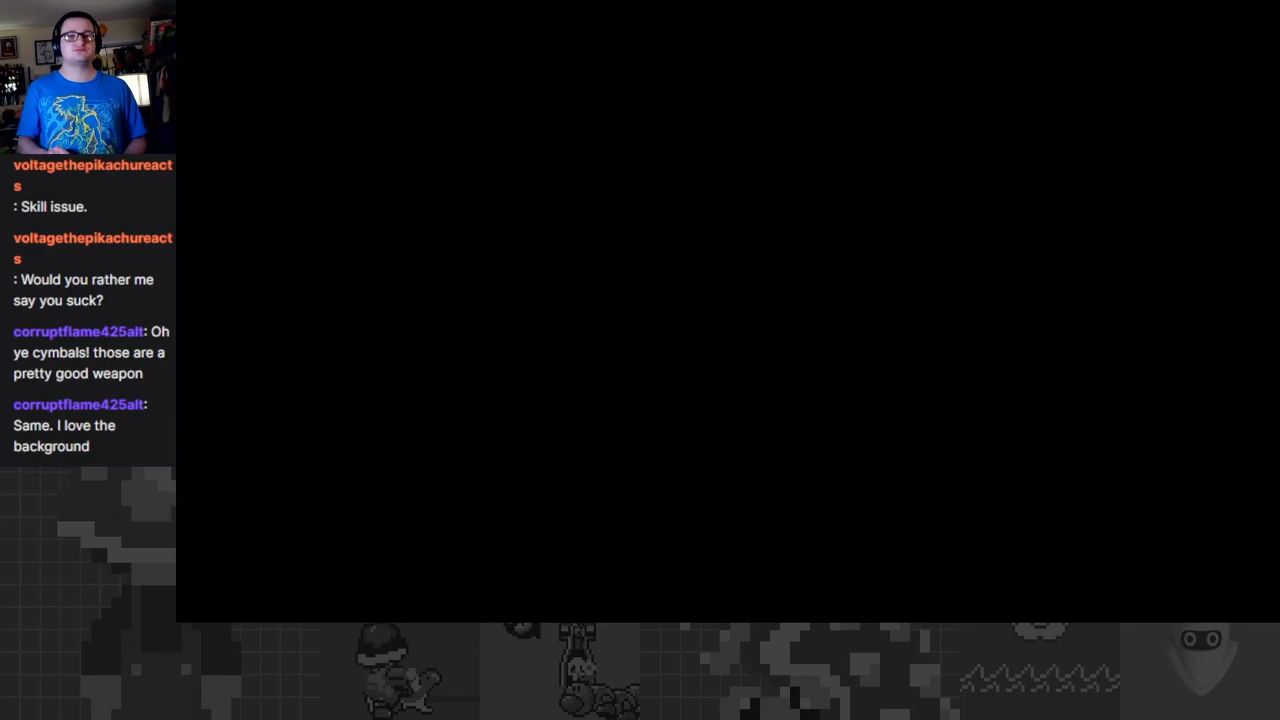 voltagethepikachureact
s
: Skill issue.
voltagethepikachureact
s
: Would you rather me
say you suck?
corruptflame425alt: Oh
ye cymbals! those are a
pretty good weapon
corruptflame425alt:
Same. I love the
background